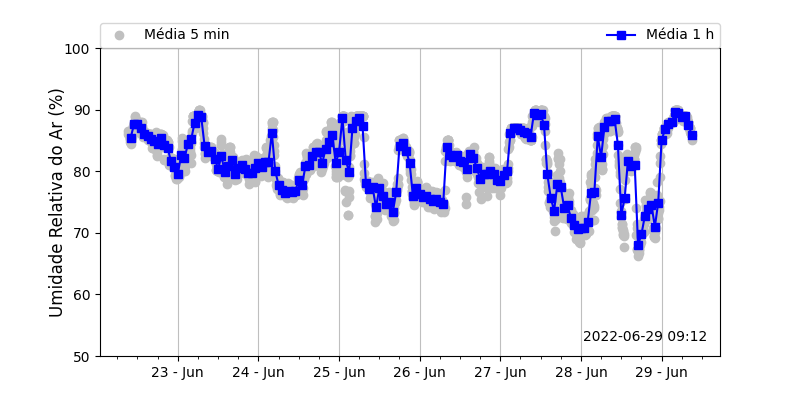 Média 5 min
Média 1 h
Umidade Relativa do Ar (%)
100
90
80
70
60
50
2022-06-29 09:12
23 - Jun
24 - Jun
25 - Jun
26 - Jun
27 - Jun
28 - Jun
29 - Jun